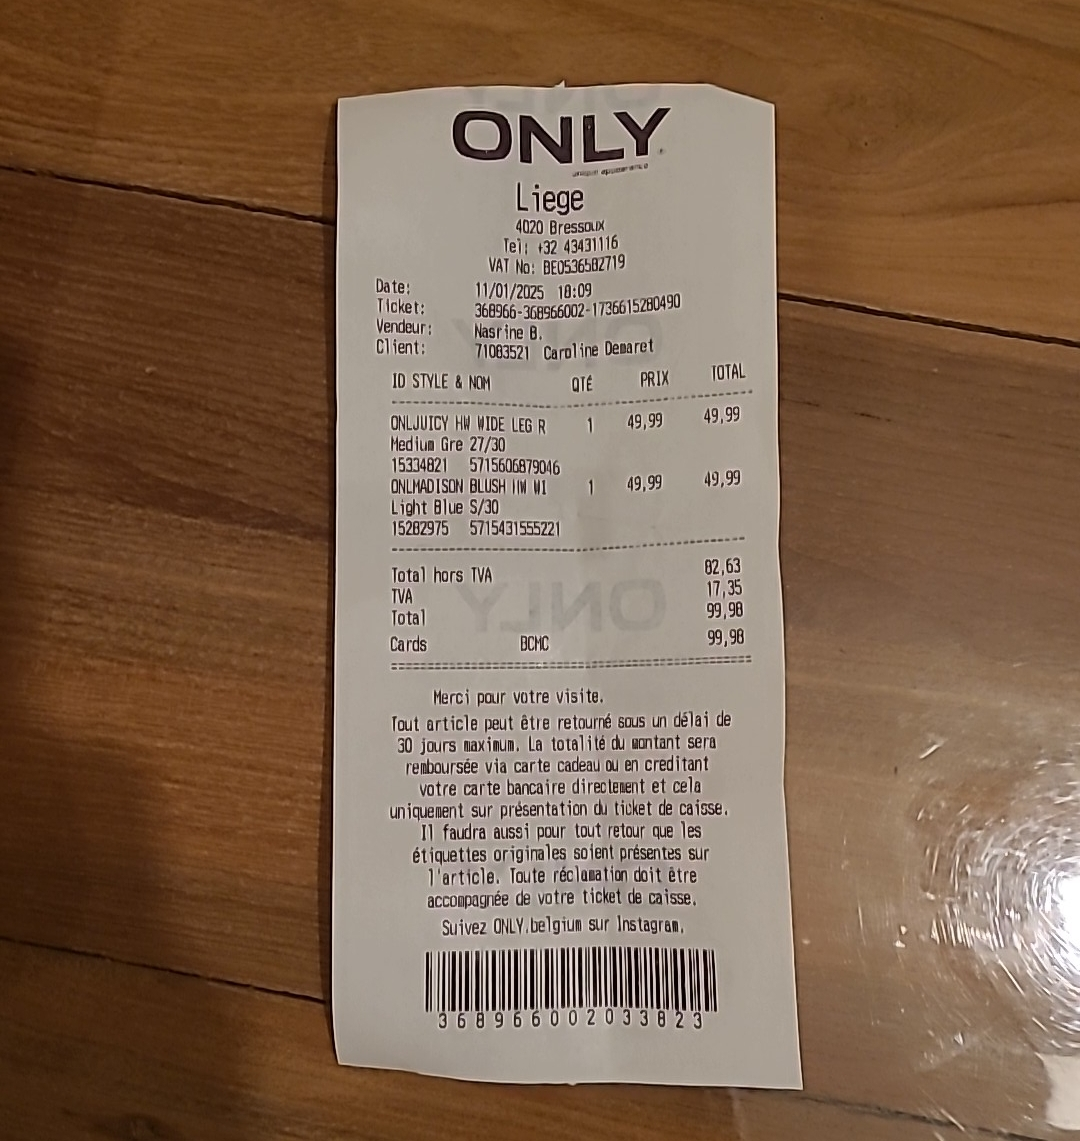 ONLY
unique appearance
Liege
4020 Bressoux
Tel: +32 43431116
VAT No: BE0536582719
Date: 11/01/2025 18:09
Ticket: 368966-368966002-1736615280490
Vendeur: Nasrine B.
Client: 71083521 Caroline Demaret
ID STYLE & NOM QTÉ PRIX TOTAL
ONLJUICY HW WIDE LEG R 1 49,99 49,99
Medium Gre 27/30
15334821 5715606879046
ONLMADISON BLUSH HW WI 1 49,99 49,99
Light Blue S/30
15282975 5715431555221
Total hors TVA 82,63
TVA 17,35
Total 99,98
Cards BCMC 99,98
Merci pour votre visite.
Tout article peut être retourné sous un délai de
30 jours maximum. La totalité du montant sera
remboursée via carte cadeau ou en creditant
votre carte bancaire directement et cela
uniquement sur présentation du ticket de caisse.
Il faudra aussi pour tout retour que les
étiquettes originales soient présentes sur
l'article. Toute réclamation doit être
accompagnée de votre ticket de caisse.
Suivez ONLY.belgium sur Instagram.
368966002033823